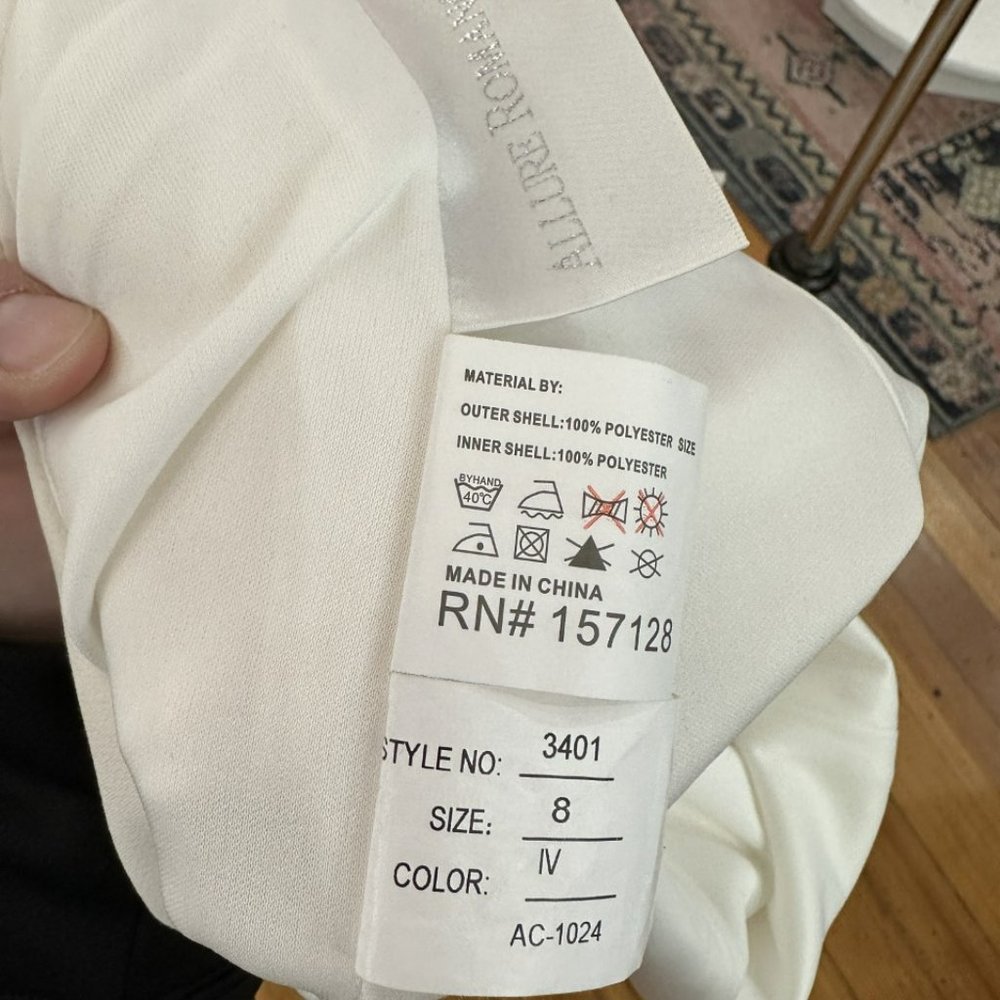 ALLURE ROMAN
MATERIAL BY:
OUTER SHELL:100% POLYESTER SIZE
INNER SHELL:100% POLYESTER
BYHAND
40℃
MADE IN CHINA
RN# 157128
STYLE NO: 3401
SIZE: 8
COLOR: IV
AC-1024